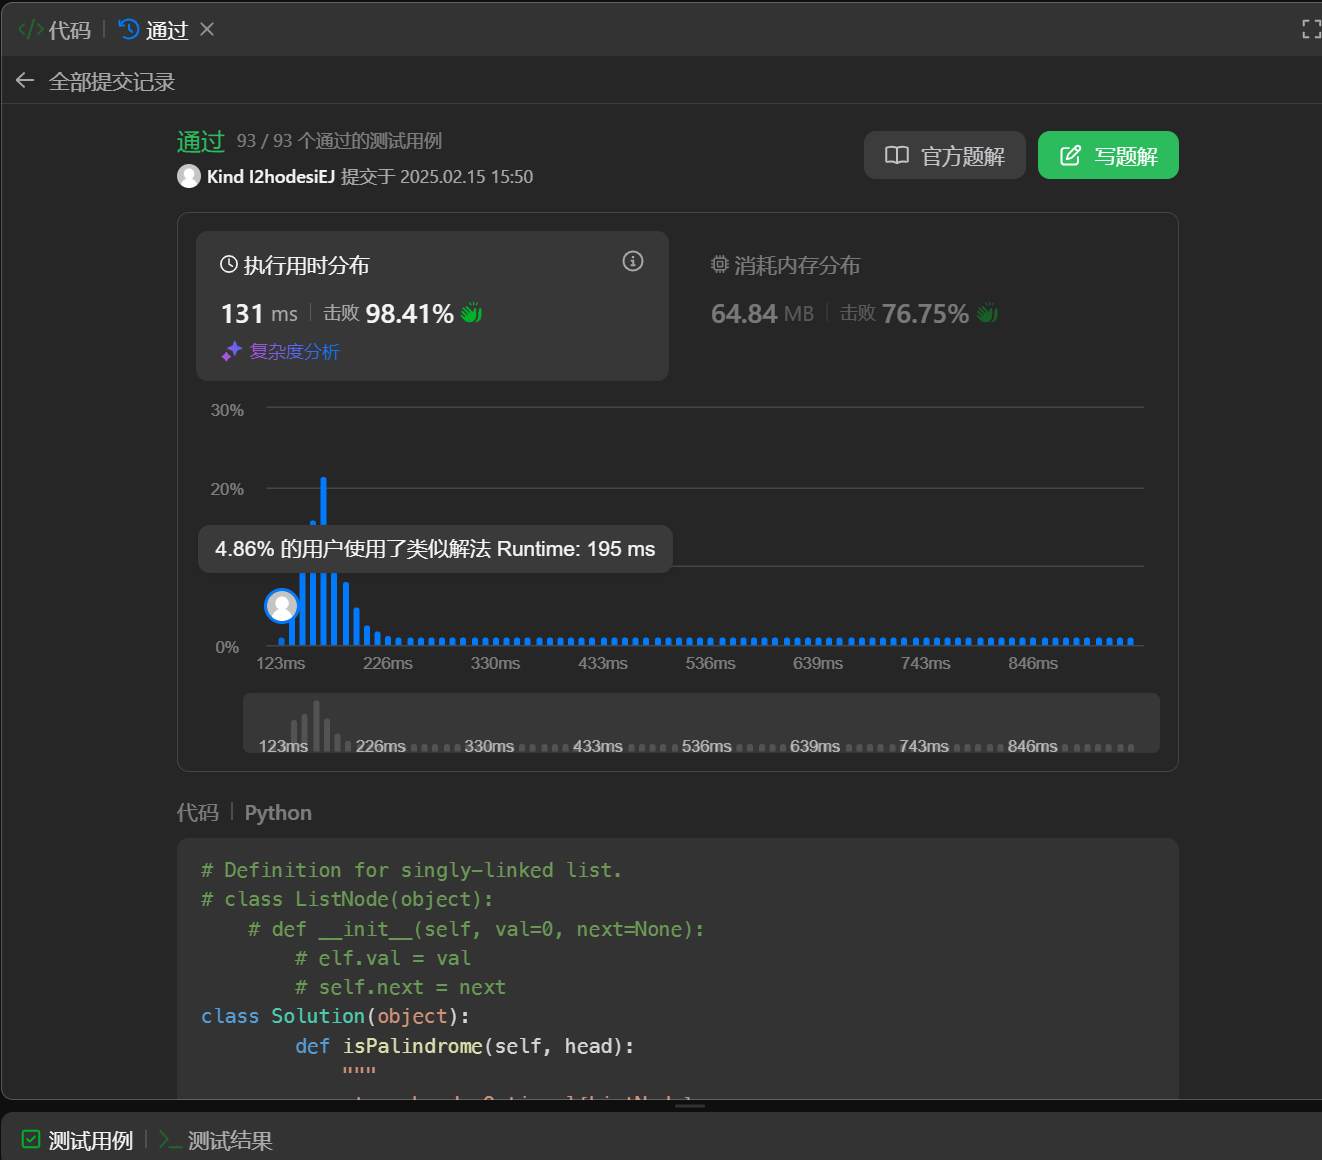 代码 | 通过
全部提交记录
通过 93 / 93 个通过的测试用例
官方题解
写题解
Kind I2hodesiEJ 提交于 2025.02.15 15:50
执行用时分布
131 ms | 击败 98.41%
复杂度分析
消耗内存分布
64.84 MB | 击败 76.75%
30%
20%
4.86% 的用户使用了类似解法 Runtime: 195 ms
0%
123ms 226ms 330ms 433ms 536ms 639ms 743ms 846ms
123ms 226ms 330ms 433ms 536ms 639ms 743ms 846ms
代码 | Python
# Definition for singly-linked list.
# class ListNode(object):
# def __init__(self, val=0, next=None):
# elf.val = val
# self.next = next
class Solution(object):
def isPalindrome(self, head):
"""
测试用例 | >_ 测试结果